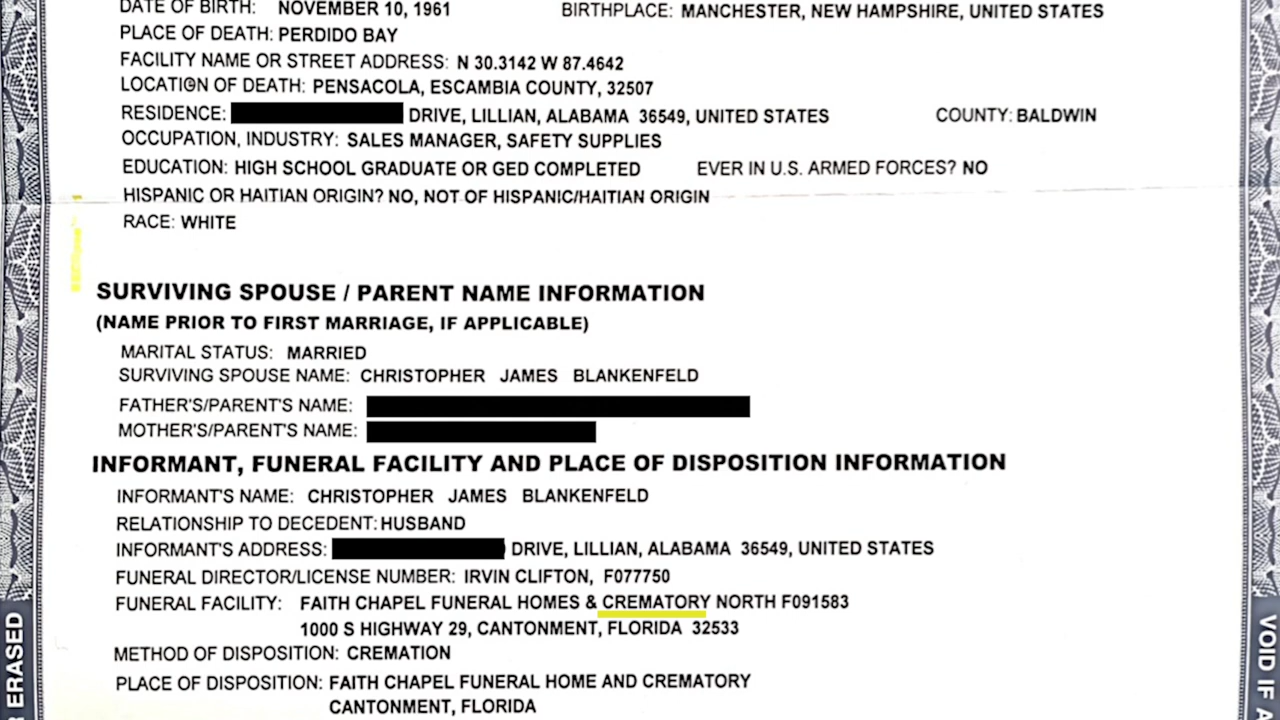 DATE OF BIRTH: NOVEMBER 10, 1961 BIRTHPLACE: MANCHESTER, NEW HAMPSHIRE, UNITED STATES
PLACE OF DEATH: PERDIDO BAY
FACILITY NAME OR STREET ADDRESS: N 30.3142 W 87.4642
LOCATION OF DEATH: PENSACOLA, ESCAMBIA COUNTY, 32507
RESIDENCE: DRIVE, LILLIAN, ALABAMA 36549, UNITED STATES COUNTY: BALDWIN
OCCUPATION, INDUSTRY: SALES MANAGER, SAFETY SUPPLIES
EDUCATION: HIGH SCHOOL GRADUATE OR GED COMPLETED EVER IN U.S. ARMED FORCES? NO
HISPANIC OR HAITIAN ORIGIN? NO, NOT OF HISPANIC/HAITIAN ORIGIN
RACE: WHITE
SURVIVING SPOUSE / PARENT NAME INFORMATION
(NAME PRIOR TO FIRST MARRIAGE, IF APPLICABLE)
MARITAL STATUS: MARRIED
SURVIVING SPOUSE NAME: CHRISTOPHER JAMES BLANKENFELD
FATHER'S/PARENT'S NAME:
MOTHER'S/PARENT'S NAME:
INFORMANT, FUNERAL FACILITY AND PLACE OF DISPOSITION INFORMATION
INFORMANT'S NAME: CHRISTOPHER JAMES BLANKENFELD
RELATIONSHIP TO DECEDENT: HUSBAND
INFORMANT'S ADDRESS: DRIVE, LILLIAN, ALABAMA 36549, UNITED STATES
FUNERAL DIRECTOR/LICENSE NUMBER: IRVIN CLIFTON, F077750
FUNERAL FACILITY: FAITH CHAPEL FUNERAL HOMES & CREMATORY NORTH F091583
1000 S HIGHWAY 29, CANTONMENT, FLORIDA 32533
METHOD OF DISPOSITION: CREMATION
PLACE OF DISPOSITION: FAITH CHAPEL FUNERAL HOME AND CREMATORY
CANTONMENT, FLORIDA
ERASED
VOID IF